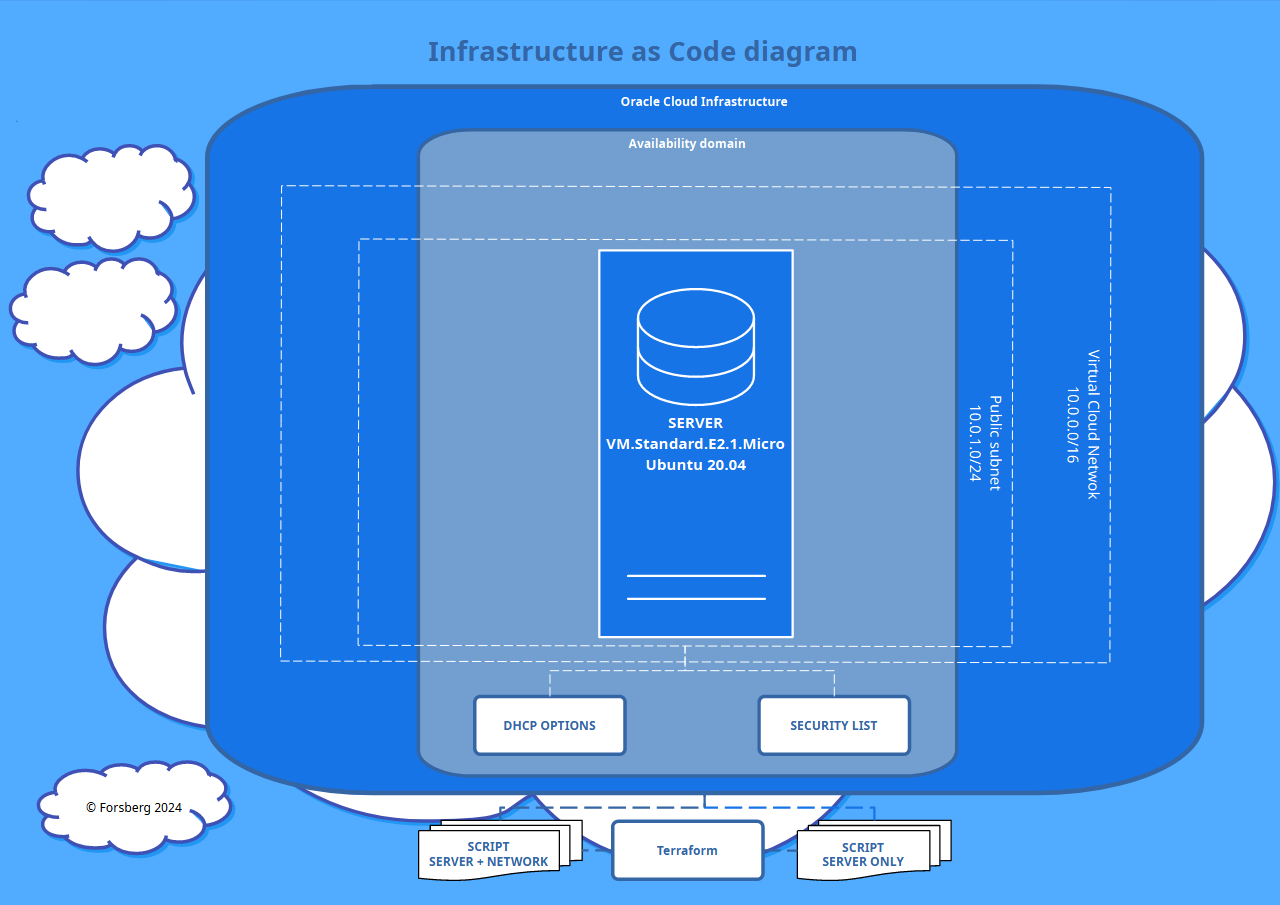 Infrastructure as Code diagram
Oracle Cloud Infrastructure
Availability domain
SERVER
VM.Standard.E2.1.Micro
Ubuntu 20.04
Public subnet
10.0.1.0/24
Virtual Cloud Netwok
10.0.0.0/16
DHCP OPTIONS
SECURITY LIST
© Forsberg 2024
SCRIPT
SERVER + NETWORK
Terraform
SCRIPT
SERVER ONLY